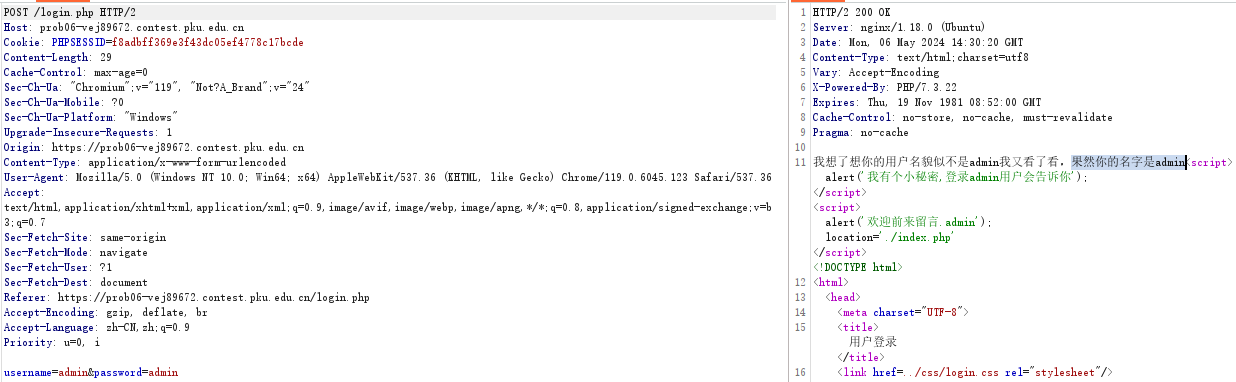 POST /login.php HTTP/2
Host: prob06-vej89672.contest.pku.edu.cn
Cookie: PHPSESSID=f8adbff369e3f43dc05ef4778c17bcde
Content-Length: 29
Cache-Control: max-age=0
Sec-Ch-Ua: "Chromium";v="119", "Not?A_Brand";v="24"
Sec-Ch-Ua-Mobile: ?0
Sec-Ch-Ua-Platform: "Windows"
Upgrade-Insecure-Requests: 1
Origin: https://prob06-vej89672.contest.pku.edu.cn
Content-Type: application/x-www-form-urlencoded
User-Agent: Mozilla/5.0 (Windows NT 10.0; Win64; x64) AppleWebKit/537.36 (KHTML, like Gecko) Chrome/119.0.6045.123 Safari/537.36
Accept:
text/html,application/xhtml+xml,application/xml;q=0.9,image/avif,image/webp,image/apng,*/*;q=0.8,application/signed-exchange;v=b
3;q=0.7
Sec-Fetch-Site: same-origin
Sec-Fetch-Mode: navigate
Sec-Fetch-User: ?1
Sec-Fetch-Dest: document
Referer: https://prob06-vej89672.contest.pku.edu.cn/login.php
Accept-Encoding: gzip, deflate, br
Accept-Language: zh-CN,zh;q=0.9
Priority: u=0, i
username=admin&password=admin
1 HTTP/2 200 OK
2 Server: nginx/1.18.0 (Ubuntu)
3 Date: Mon, 06 May 2024 14:30:20 GMT
4 Content-Type: text/html;charset=utf8
5 Vary: Accept-Encoding
6 X-Powered-By: PHP/7.3.22
7 Expires: Thu, 19 Nov 1981 08:52:00 GMT
8 Cache-Control: no-store, no-cache, must-revalidate
9 Pragma: no-cache
10
11 我想了想你的用户名貌似不是admin我又看了看，果然你的名字是admin<script>
alert('我有个小秘密,登录admin用户会告诉你');
</script>
<script>
alert('欢迎前来留言.admin');
location='./index.php'
</script>
<!DOCTYPE html>
12 <html>
13 <head>
14 <meta charset="UTF-8">
15 <title>
用户登录
</title>
16 <link href=../css/login.css rel="stylesheet"/>